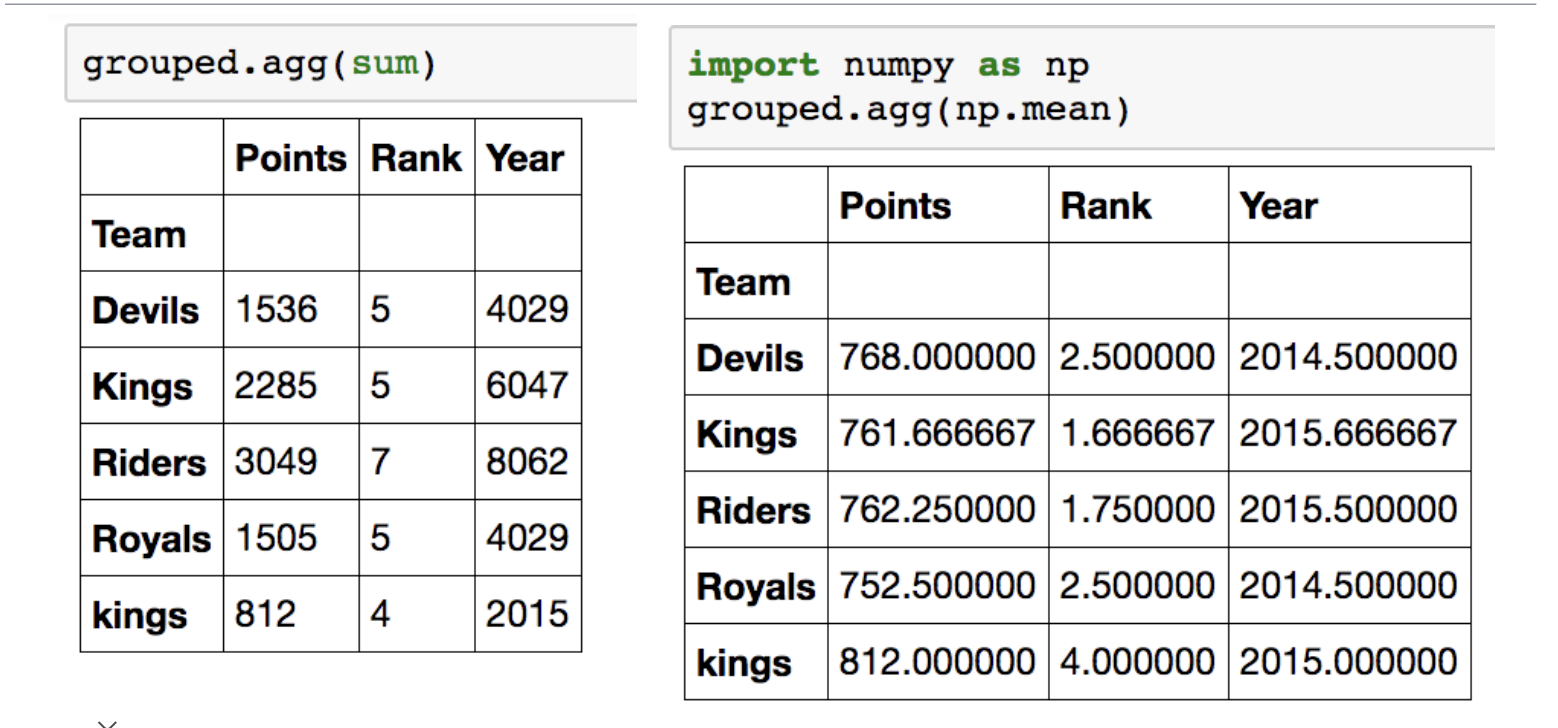 grouped.agg(sum)
Points Rank Year
Team
Devils 1536 5 4029
Kings 2285 5 6047
Riders 3049 7 8062
Royals 1505 5 4029
kings 812 4 2015
import numpy as np
grouped.agg(np.mean)
Points Rank Year
Team
Devils 768.000000 2.500000 2014.500000
Kings 761.666667 1.666667 2015.666667
Riders 762.250000 1.750000 2015.500000
Royals 752.500000 2.500000 2014.500000
kings 812.000000 4.000000 2015.000000